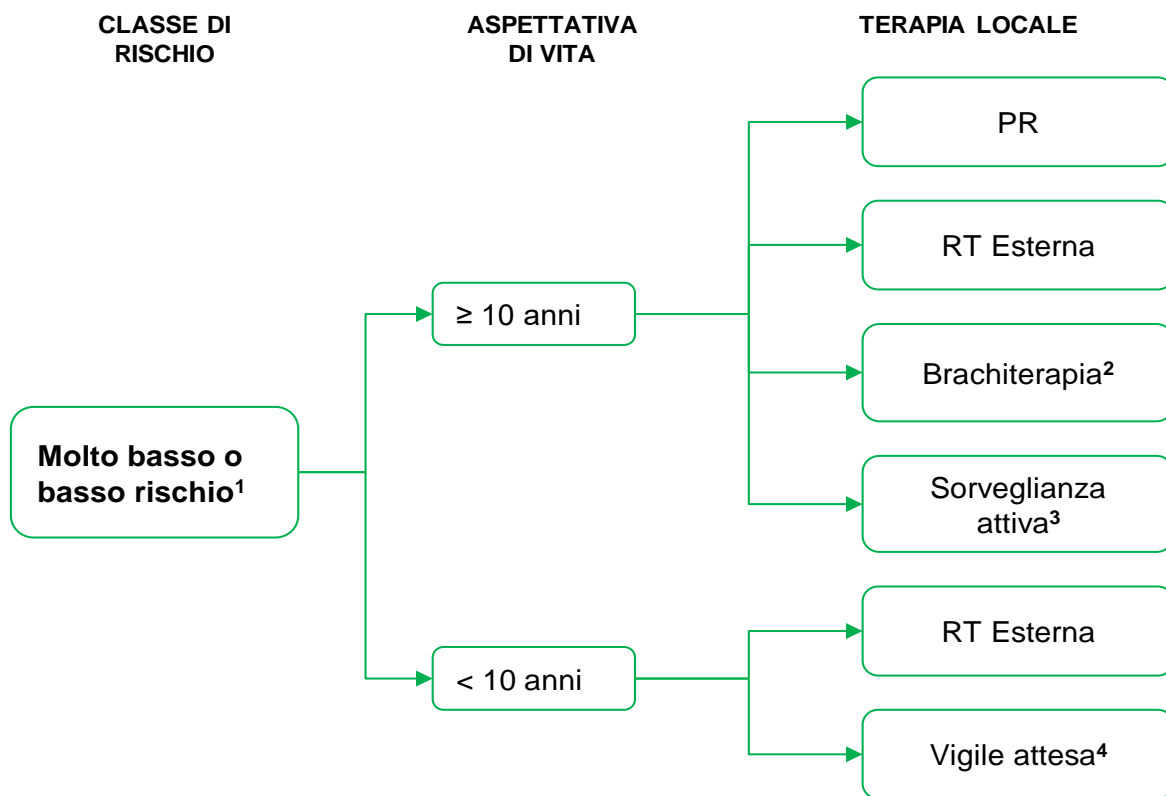 CLASSE DI
RISCHIO
ASPETTATIVA
DI VITA
TERAPIA LOCALE
PR
RT Esterna
≥ 10 anni
Brachiterapia²
Molto basso o
basso rischio¹
Sorveglianza
attiva³
RT Esterna
< 10 anni
Vigile attesa⁴